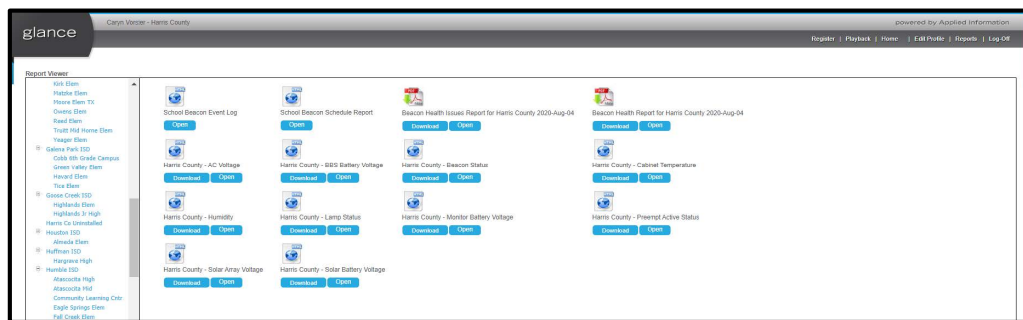 glance
Caryn Vorster - Harris County
powered by Applied Information
Register | Playback | Home | Edit Profile | Reports | Log-Off
Report Viewer
Kirk Elem
Matzke Elem
Moore Elem TX
Owens Elem
Reed Elem
Truitt Mid Horne Elem
Yeager Elem
Galena Park ISD
Cobb 6th Grade Campus
Green Valley Elem
Havard Elem
Tice Elem
Goose Creek ISD
Highlands Elem
Highlands Jr High
Harris Co Uninstalled
Houston ISD
Almeda Elem
Huffman ISD
Hargrave High
Humble ISD
Atascocita High
Atascocita Mid
Community Learning Cntr
Eagle Springs Elem
Fall Creek Elem
School Beacon Event Log
Open
School Beacon Schedule Report
Open
Beacon Health Issues Report for Harris County 2020-Aug-04
Download Open
Beacon Health Report for Harris County 2020-Aug-04
Download Open
Harris County - AC Voltage
Download Open
Harris County - BBS Battery Voltage
Download Open
Harris County - Beacon Status
Download Open
Harris County - Cabinet Temperature
Download Open
Harris County - Humidity
Download Open
Harris County - Lamp Status
Download Open
Harris County - Monitor Battery Voltage
Download Open
Harris County - Preempt Active Status
Download Open
Harris County - Solar Array Voltage
Download Open
Harris County - Solar Battery Voltage
Download Open